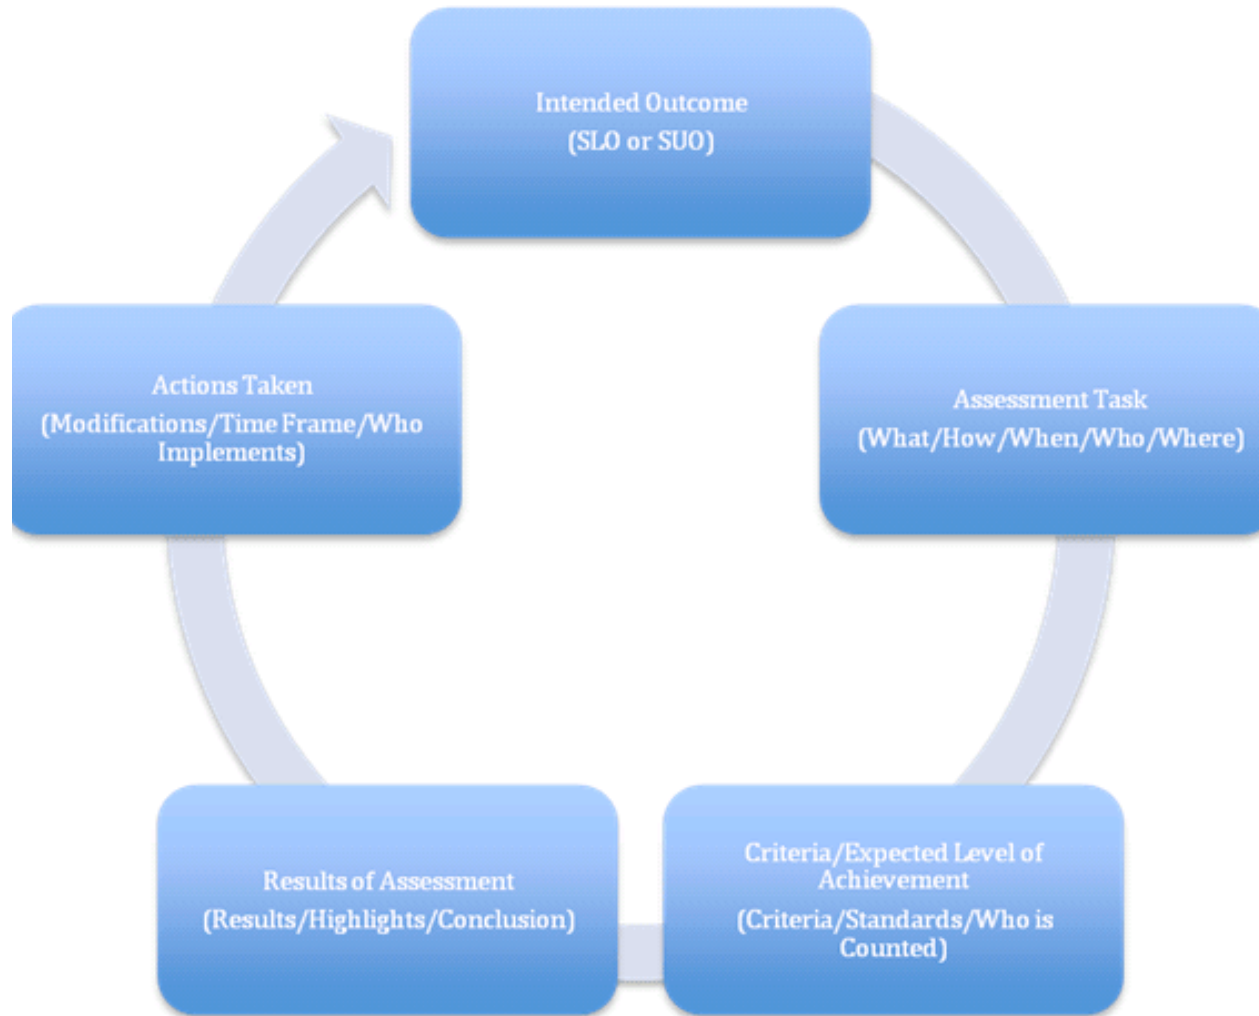 Intended Outcome
(SLO or SUO)
Assessment Task
(What/How/When/Who/Where)
Criteria/Expected Level of
Achievement
(Criteria/Standards/Who is
Counted)
Results of Assessment
(Results/Highlights/Conclusion)
Actions Taken
(Modifications/Time Frame/Who
Implements)